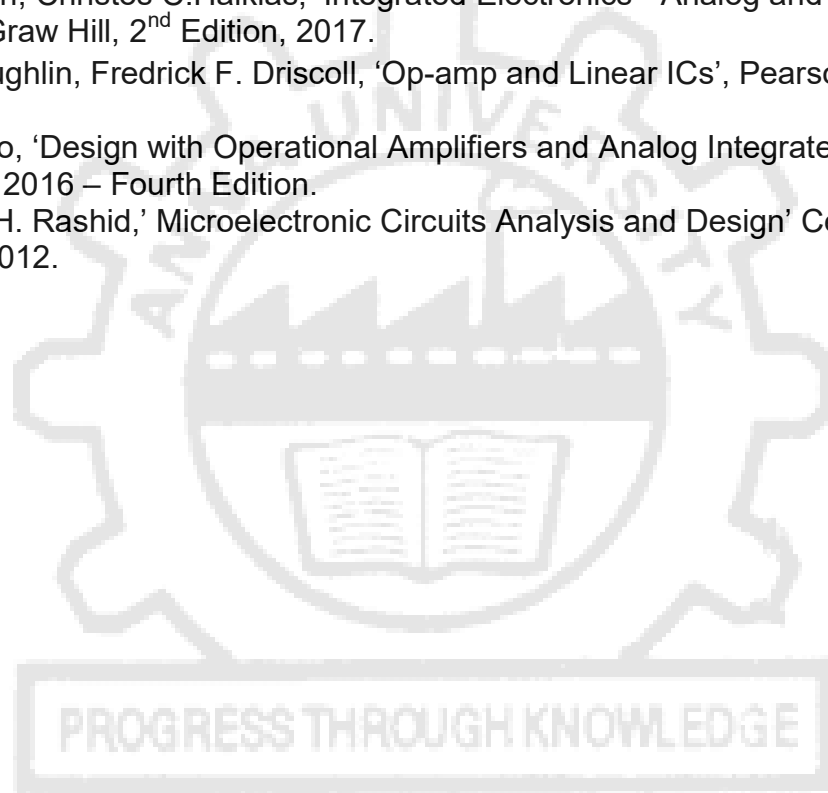 n, Christos C.Halkias, 'Integrated Electronics - Analog and
Graw Hill, 2nd Edition, 2017.
ughlin, Fredrick F. Driscoll, 'Op-amp and Linear ICs', Pearso
o, 'Design with Operational Amplifiers and Analog Integrate
2016 – Fourth Edition.
H. Rashid,' Microelectronic Circuits Analysis and Design' Ce
012.
ANNA UNIVERSITY
PROGRESS THROUGH KNOWLEDGE